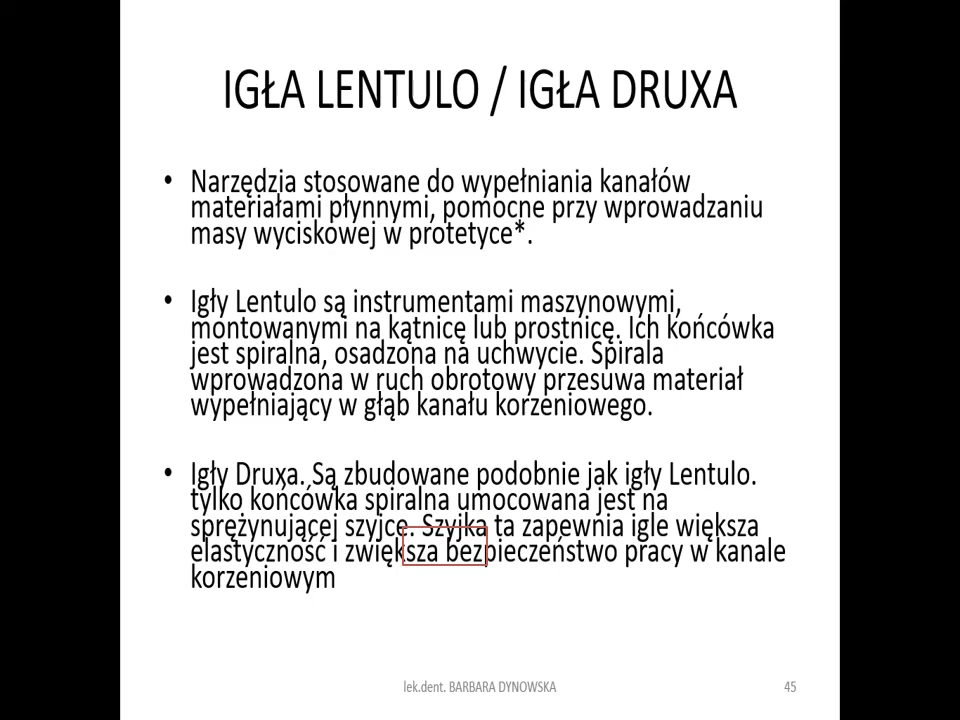 IGŁA LENTULO / IGŁA DRUXA
• Narzędzia stosowane do wypełniania kanałów
materiałami płynnymi, pomocne przy wprowadzaniu
masy wyciskowej w protetyce*.
• Igły Lentulo są instrumentami maszynowymi,
montowanymi na kątnicę lub prostnicę. Ich końcówka
jest spiralna, osadzona na uchwycie. Spirala
wprowadzona w ruch obrotowy przesuwa materiał
wypełniający w głąb kanału korzeniowego.
• Igły Druxa. Są zbudowane podobnie jak igły Lentulo.
tylko końcówka spiralna umocowana jest na
sprężynującej szyjce. Szyjka ta zapewnia igle większa
elastyczność i zwiększa bezpieczeństwo pracy w kanale
korzeniowym
lek.dent. BARBARA DYNOWSKA
45